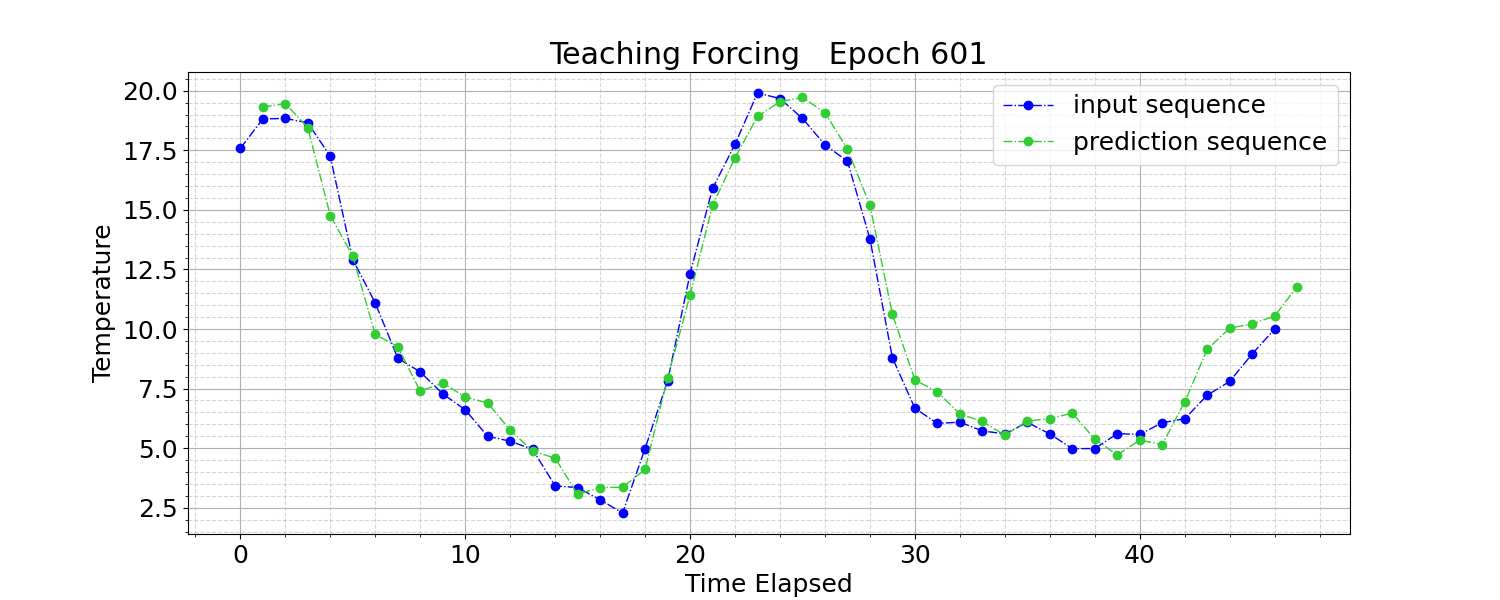 Teaching Forcing   Epoch 601
input sequence
prediction sequence
Temperature
20.0
17.5
15.0
12.5
10.0
7.5
5.0
2.5
0 10 20 30 40
Time Elapsed